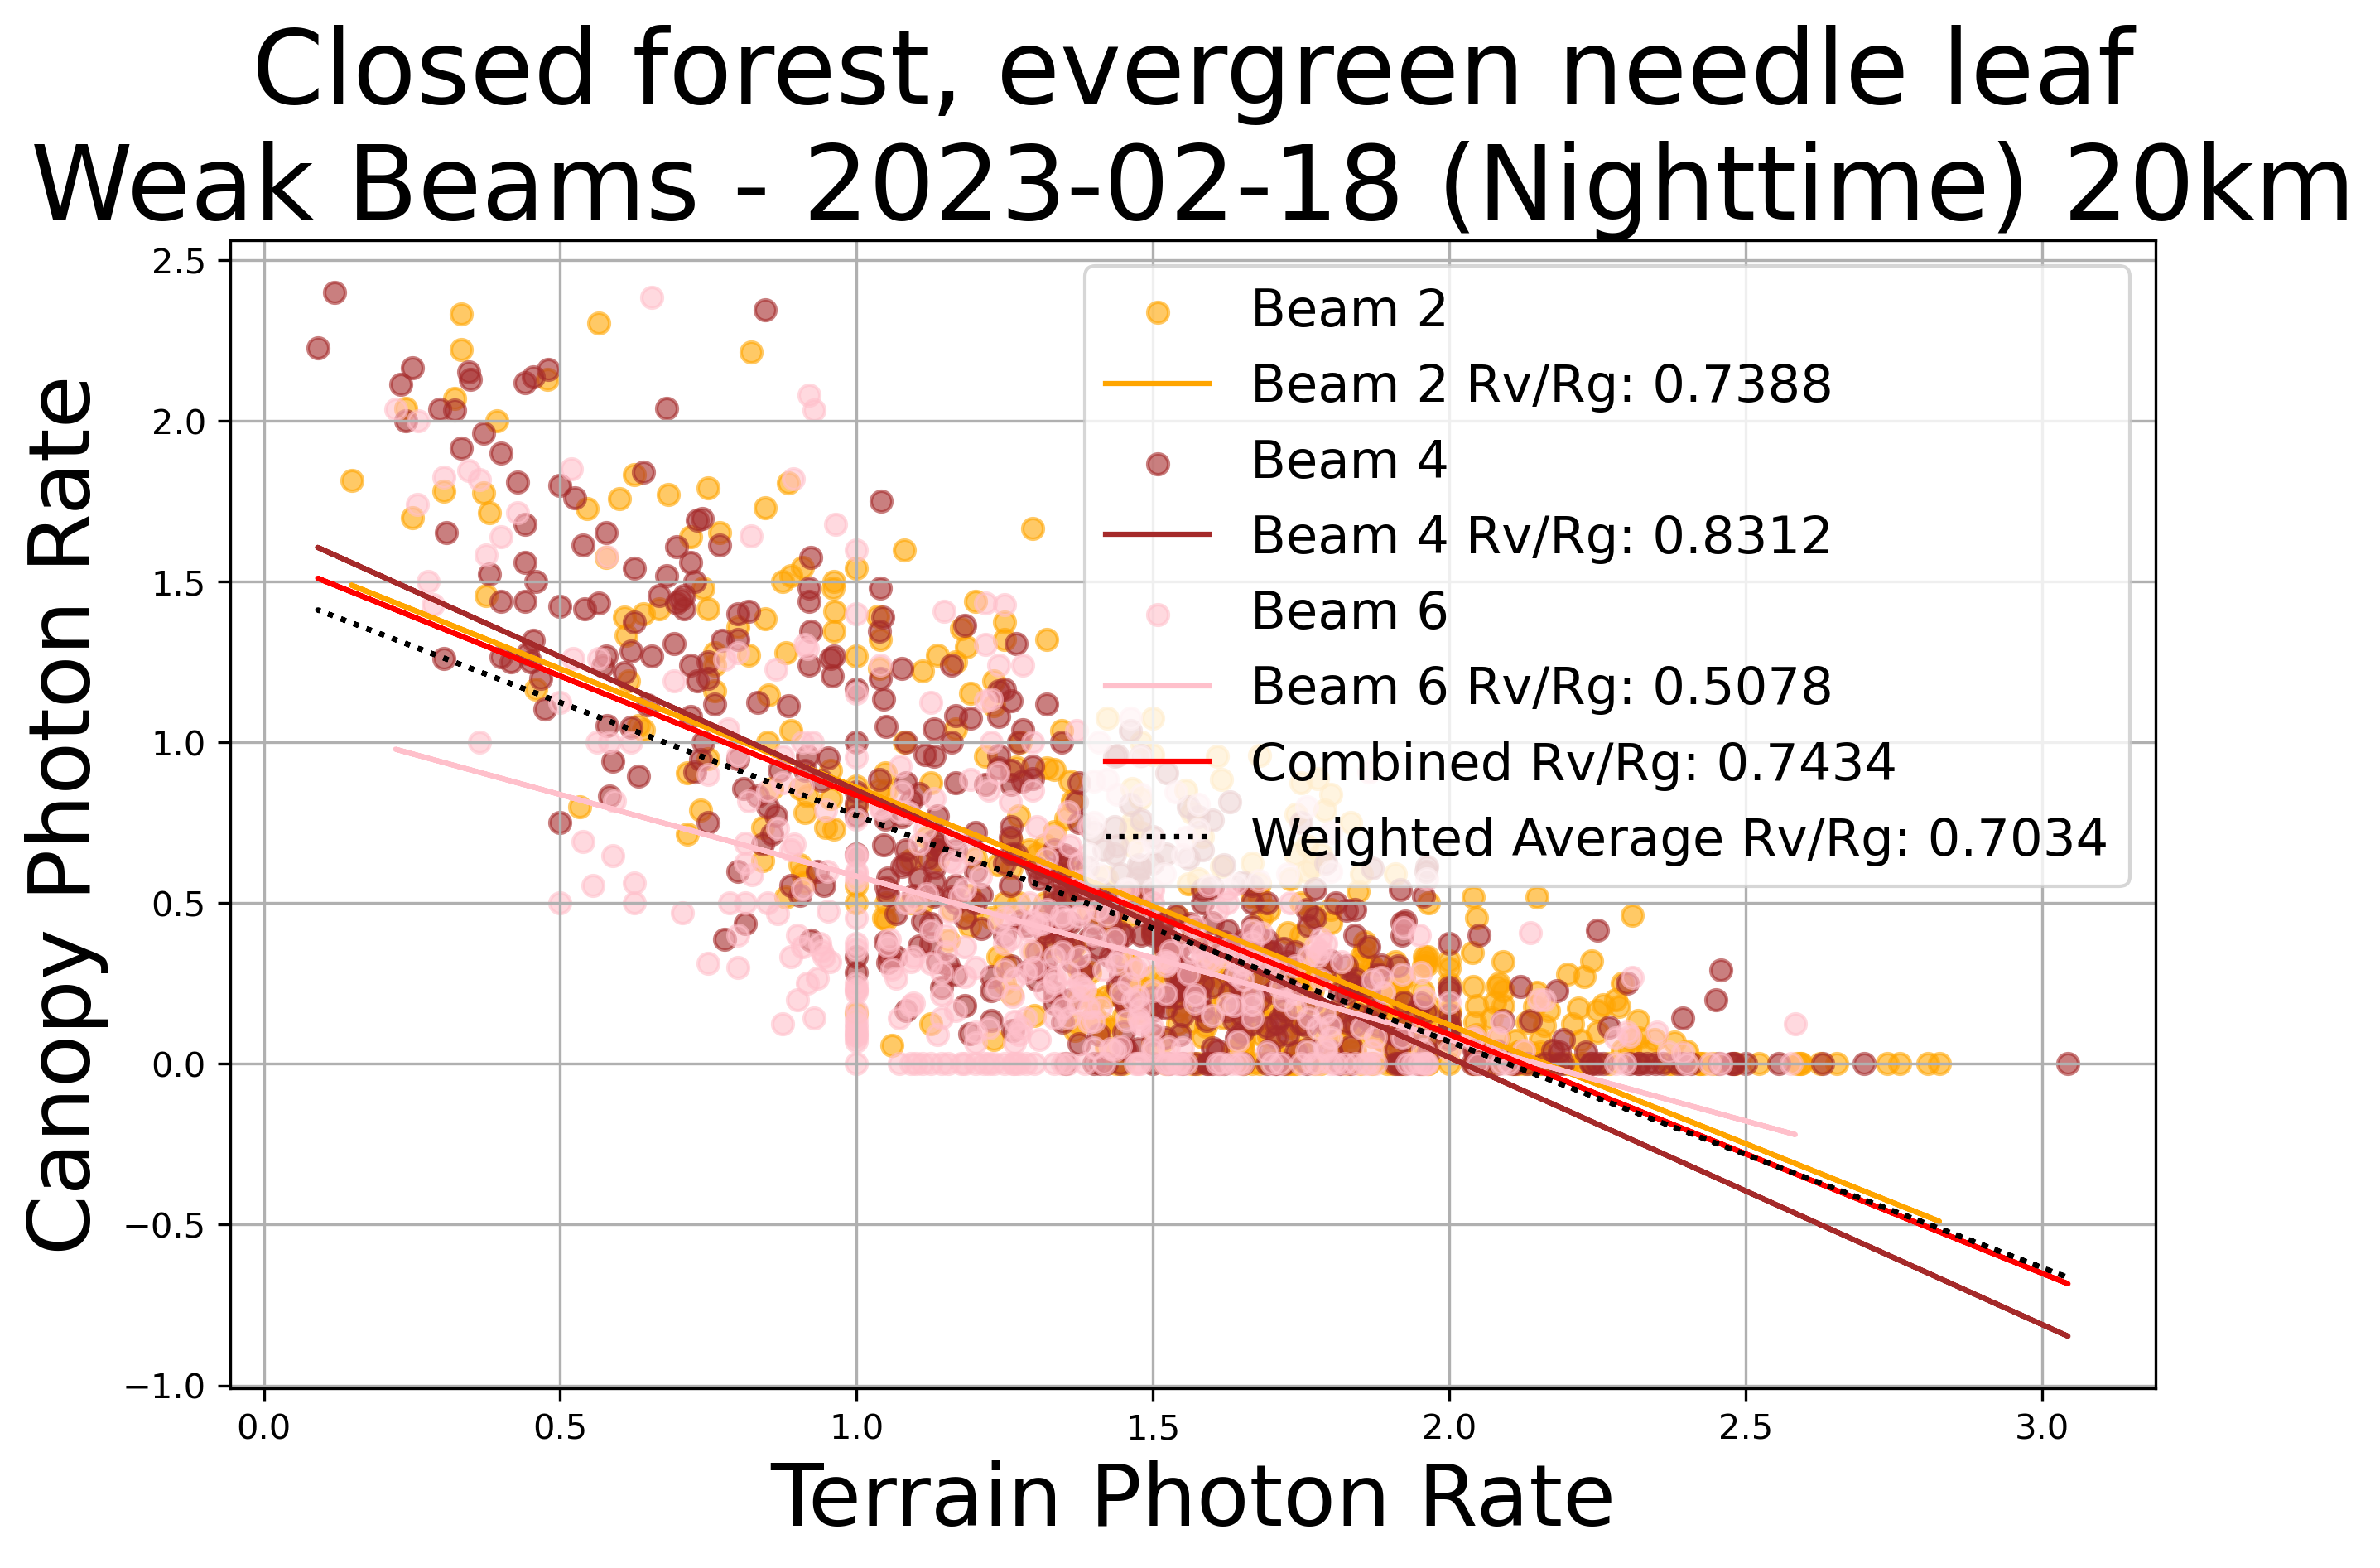 Closed forest, evergreen needle leaf
Weak Beams - 2023-02-18 (Nighttime) 20km
Canopy Photon Rate
2.5
2.0
1.5
1.0
0.5
0.0
−0.5
−1.0
Beam 2
Beam 2 Rv/Rg: 0.7388
Beam 4
Beam 4 Rv/Rg: 0.8312
Beam 6
Beam 6 Rv/Rg: 0.5078
Combined Rv/Rg: 0.7434
Weighted Average Rv/Rg: 0.7034
0.0 0.5 1.0 1.5 2.0 2.5 3.0
Terrain Photon Rate